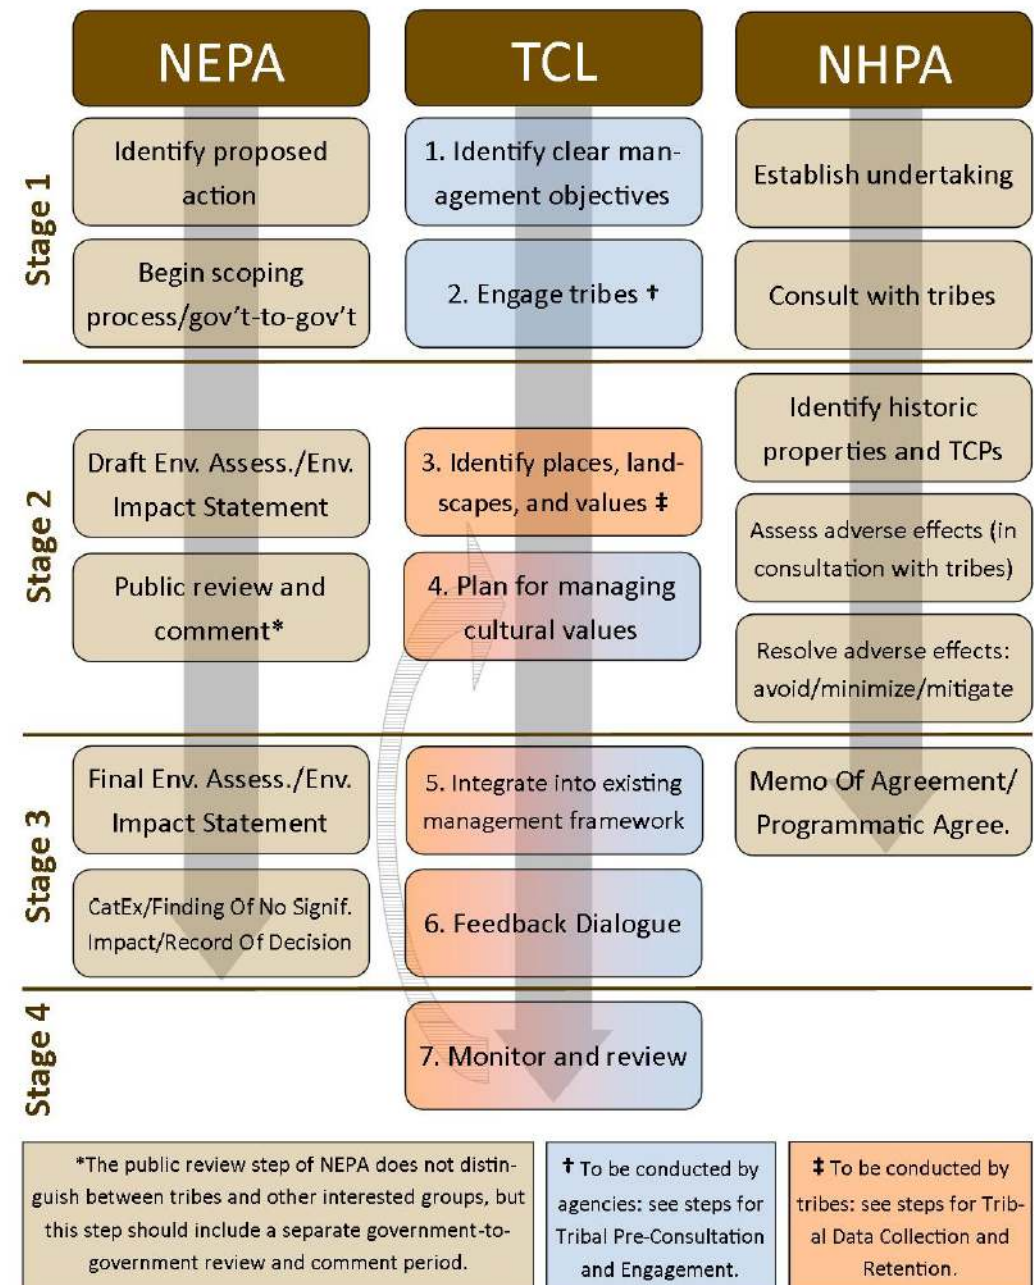 NEPA
TCL
NHPA
Stage 1
Identify proposed
action
1. Identify clear man-
agement objectives
Establish undertaking
Begin scoping
process/gov't-to-gov't
2. Engage tribes †
Consult with tribes
Stage 2
Draft Env. Assess./Env.
Impact Statement
3. Identify places, land-
scapes, and values ‡
Identify historic
properties and TCPs
Public review and
comment*
4. Plan for managing
cultural values
Assess adverse effects (in
consultation with tribes)
Resolve adverse effects:
avoid/minimize/mitigate
Stage 3
Final Env. Assess./Env.
Impact Statement
5. Integrate into existing
management framework
Memo Of Agreement/
Programmatic Agree.
CatEx/Finding Of No Signif.
Impact/Record Of Decision
6. Feedback Dialogue
Stage 4
7. Monitor and review
*The public review step of NEPA does not distin-
guish between tribes and other interested groups, but
this step should include a separate government-to-
government review and comment period.
† To be conducted by
agencies: see steps for
Tribal Pre-Consultation
and Engagement.
‡ To be conducted by
tribes: see steps for Trib-
al Data Collection and
Retention.